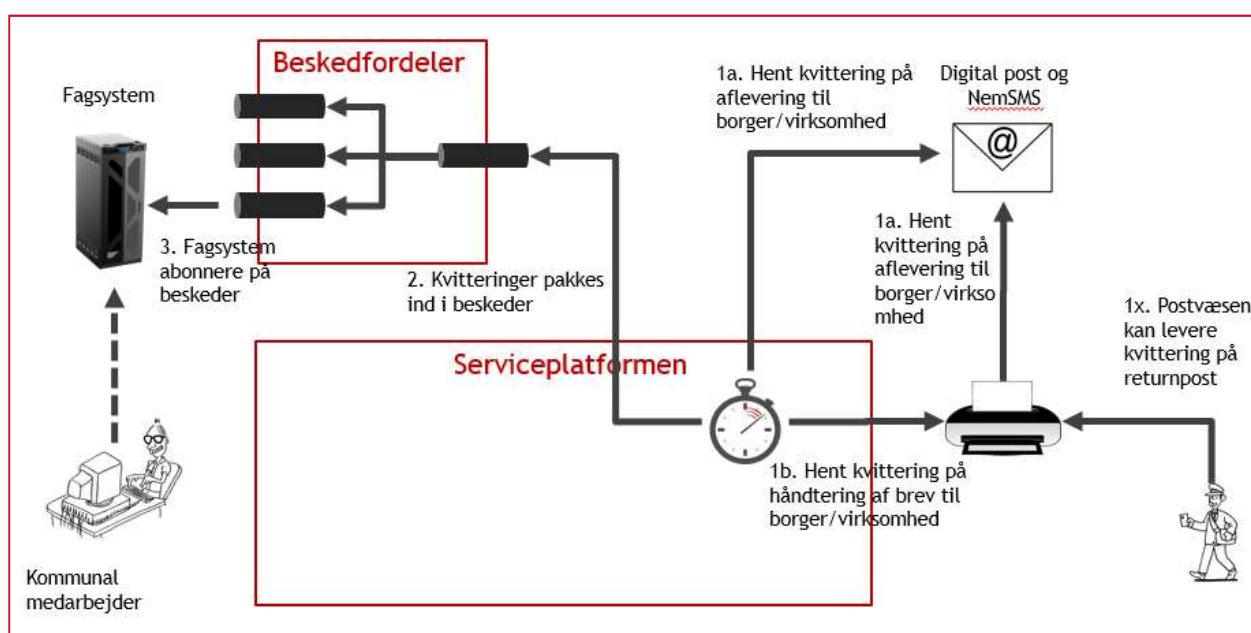 Beskedfordeler
Fagsystem
1a. Hent kvittering på
aflevering til
borger/virksomhed
Digital post og
NemSMS
@
3. Fagsystem
abonnere på
beskeder
2. Kvitteringer pakkes
ind i beskeder
1a. Hent
kvittering på
aflevering til
borger/virkso
mhed
1x. Postvæsen
kan levere
kvittering på
returnpost
Serviceplatformen
1b. Hent kvittering på
håndtering af brev til
borger/virksomhed
Kommunal
medarbejder